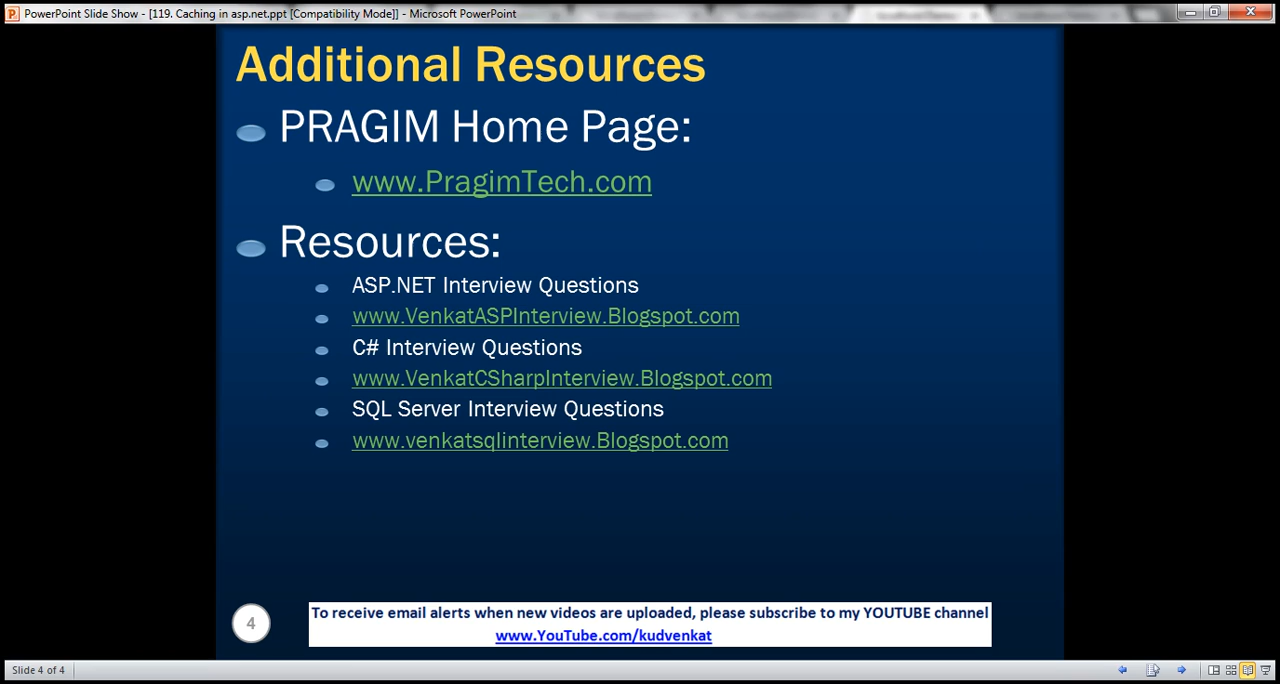 PowerPoint Slide Show - [119. Caching in asp.net.ppt [Compatibility Mode]] - Microsoft PowerPoint
Additional Resources
PRAGIM Home Page:
www.PragimTech.com
Resources:
ASP.NET Interview Questions
www.VenkatASPInterview.Blogspot.com
C# Interview Questions
www.VenkatCSharpInterview.Blogspot.com
SQL Server Interview Questions
www.venkatsqlinterview.Blogspot.com
4
To receive email alerts when new videos are uploaded, please subscribe to my YOUTUBE channel
www.YouTube.com/kudvenkat
Slide 4 of 4